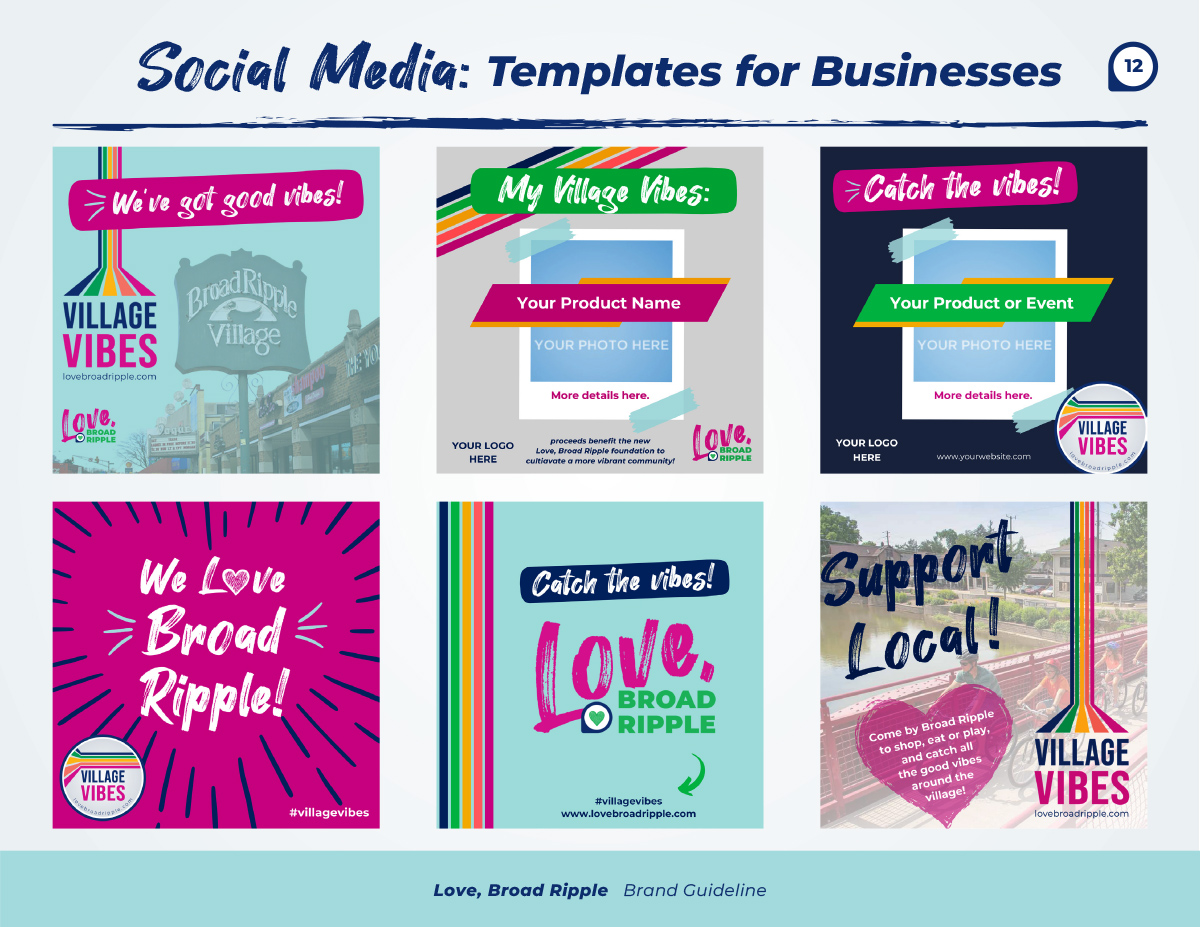 Social Media: Templates for Businesses
12
We've got good vibes!
Broad Ripple
Village
VILLAGE
VIBES
lovebroadripple.com
Love,
BROAD
RIPPLE
My Village Vibes:
Your Product Name
YOUR PHOTO HERE
More details here.
YOUR LOGO
HERE
proceeds benefit the new
Love, Broad Ripple foundation to
cultiavate a more vibrant community!
Love,
BROAD
RIPPLE
Catch the vibes!
Your Product or Event
YOUR PHOTO HERE
More details here.
YOUR LOGO
HERE
www.yourwebsite.com
VILLAGE
VIBES
lovebroadripple.com
We Love
Broad
Ripple!
VILLAGE
VIBES
lovebroadripple.com
#villagevibes
Catch the vibes!
Love,
BROAD
RIPPLE
#villagevibes
www.lovebroadripple.com
Support
Local!
Come by Broad Ripple
to shop, eat or play,
and catch all
the good vibes
around the
village!
VILLAGE
VIBES
lovebroadripple.com
Love, Broad Ripple Brand Guideline